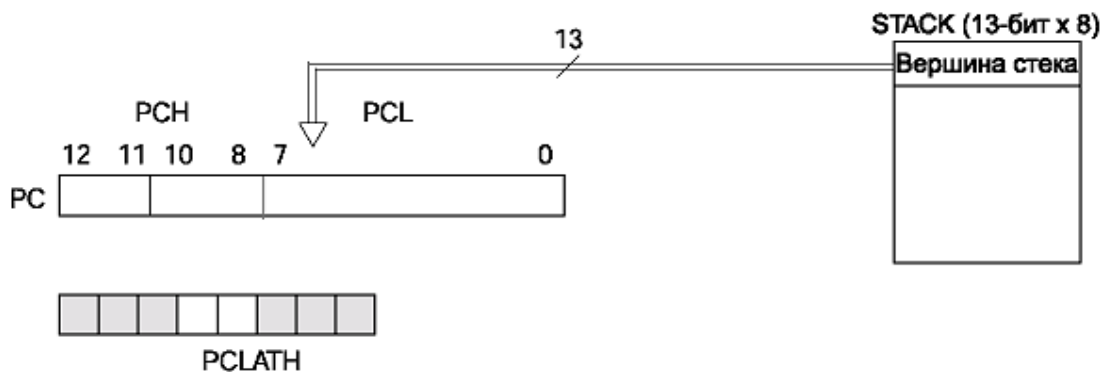 STACK (13-бит x 8)
13
Вершина стека
PCH
PCL
12 11 10 8 7 0
PC
PCLATH